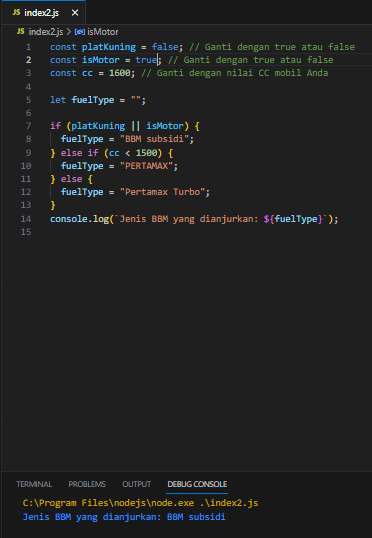 JS index2.js ×
JS index2.js > isMotor
1 const platKuning = false; // Ganti dengan true atau false
2 const isMotor = true; // Ganti dengan true atau false
3 const cc = 1600; // Ganti dengan nilai CC mobil Anda
4
5 let fuelType = "";
6
7 if (platKuning || isMotor) {
8   fuelType = "BBM subsidi";
9 } else if (cc < 1500) {
10   fuelType = "PERTAMAX";
11 } else {
12   fuelType = "Pertamax Turbo";
13 }
14 console.log(`Jenis BBM yang dianjurkan: ${fuelType}`);
15
TERMINAL PROBLEMS OUTPUT DEBUG CONSOLE
C:\Program Files\nodejs\node.exe .\index2.js
Jenis BBM yang dianjurkan: BBM subsidi